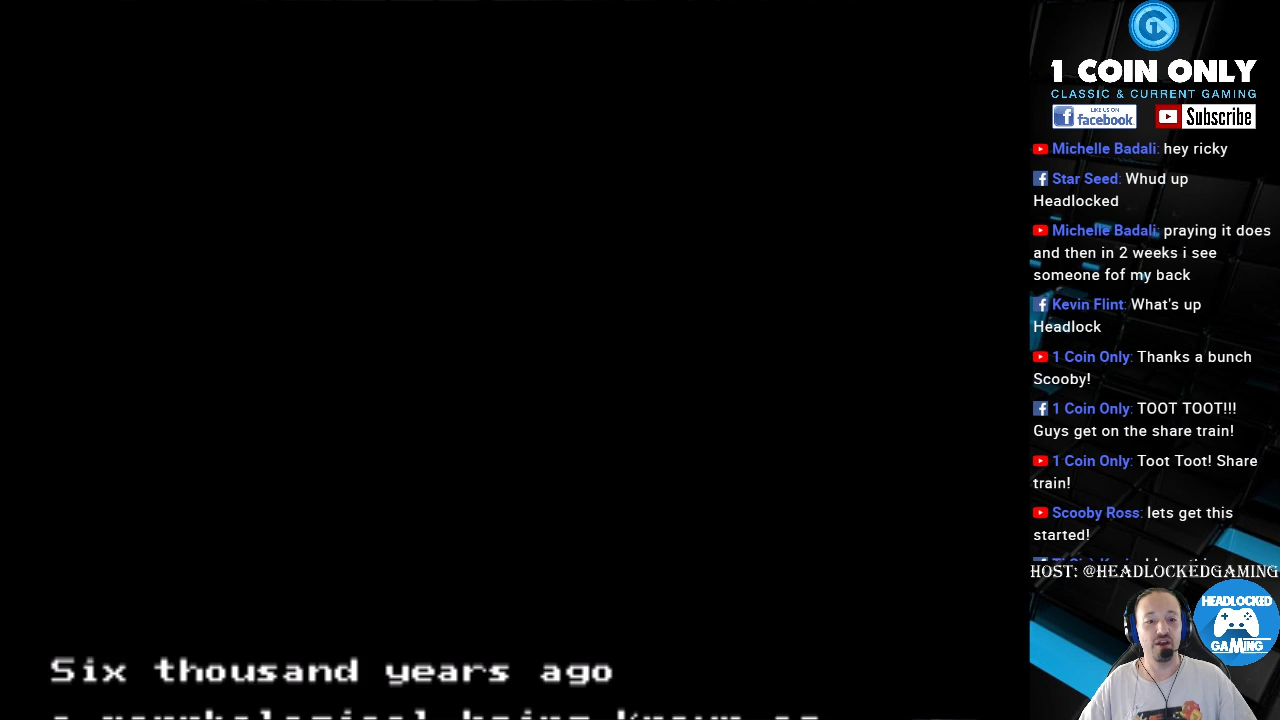 Six thousand years ago
1 COIN ONLY
CLASSIC & CURRENT GAMING
LIKE US ON
facebook.
Subscribe
Michelle Badali: hey ricky
Star Seed: Whud up
Headlocked
Michelle Badali: praying it does
and then in 2 weeks i see
someone fof my back
Kevin Flint: What's up
Headlock
1 Coin Only: Thanks a bunch
Scooby!
1 Coin Only: TOOT TOOT!!!
Guys get on the share train!
1 Coin Only: Toot Toot! Share
train!
Scooby Ross: lets get this
started!
HOST: @HEADLOCKEDGAMING
HEADLOCKED
GAMING